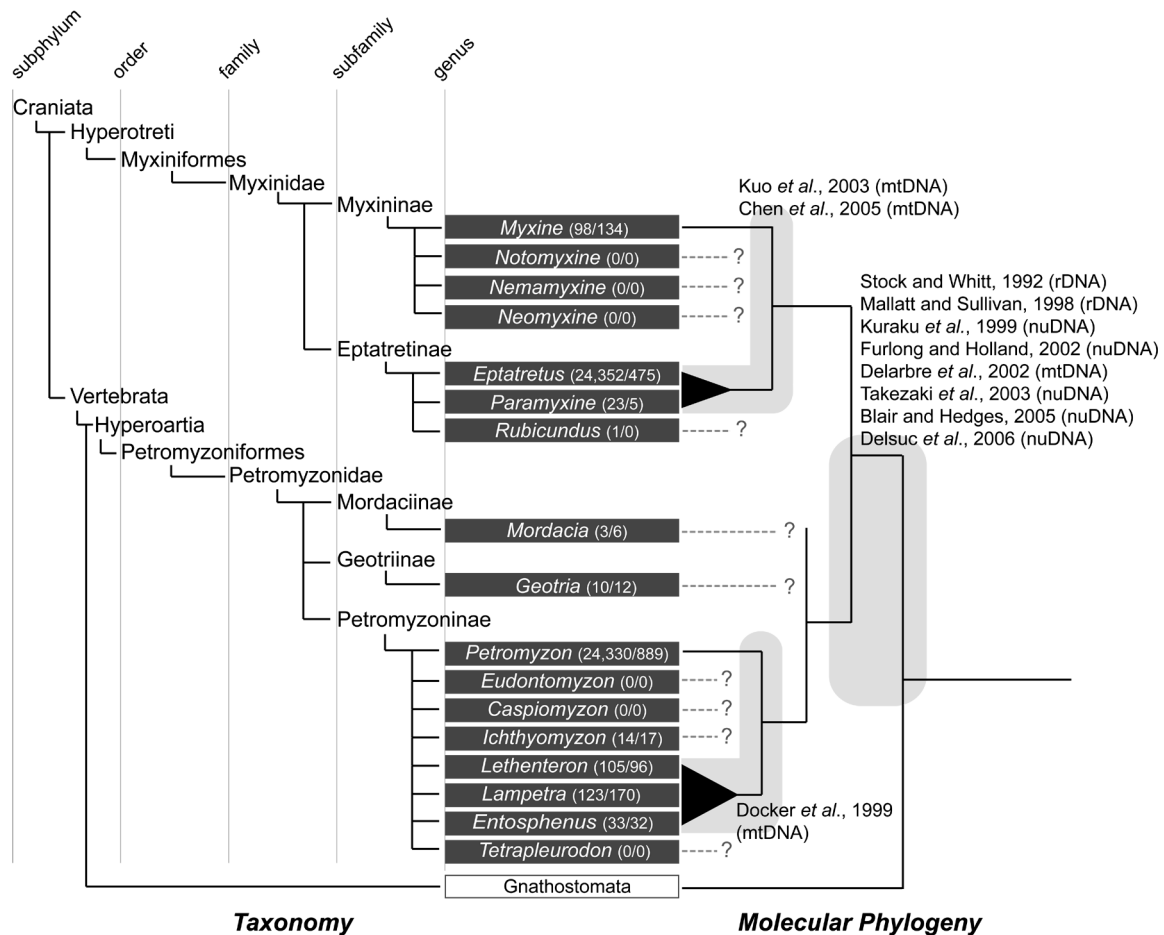 subphylum
order
family
subfamily
genus
Craniata
Hyperotreti
Myxiniformes
Myxinidae
Myxininae
Myxine (98/134)
Notomyxine (0/0)
?
Nemamyxine (0/0)
?
Neomyxine (0/0)
?
Eptatretinae
Eptatretus (24,352/475)
Paramyxine (23/5)
Rubicundus (1/0)
?
Vertebrata
Hyperoartia
Petromyzoniformes
Petromyzonidae
Mordaciinae
Mordacia (3/6)
?
Geotriinae
Geotria (10/12)
?
Petromyzoninae
Petromyzon (24,330/889)
Eudontomyzon (0/0)
?
Caspiomyzon (0/0)
?
Ichthyomyzon (14/17)
?
Lethenteron (105/96)
Lampetra (123/170)
Entosphenus (33/32)
Tetrapleurodon (0/0)
?
Gnathostomata
Kuo et al., 2003 (mtDNA)
Chen et al., 2005 (mtDNA)
Stock and Whitt, 1992 (rDNA)
Mallatt and Sullivan, 1998 (rDNA)
Kuraku et al., 1999 (nuDNA)
Furlong and Holland, 2002 (nuDNA)
Delarbre et al., 2002 (mtDNA)
Takezaki et al., 2003 (nuDNA)
Blair and Hedges, 2005 (nuDNA)
Delsuc et al., 2006 (nuDNA)
Docker et al., 1999
(mtDNA)
Taxonomy
Molecular Phylogeny